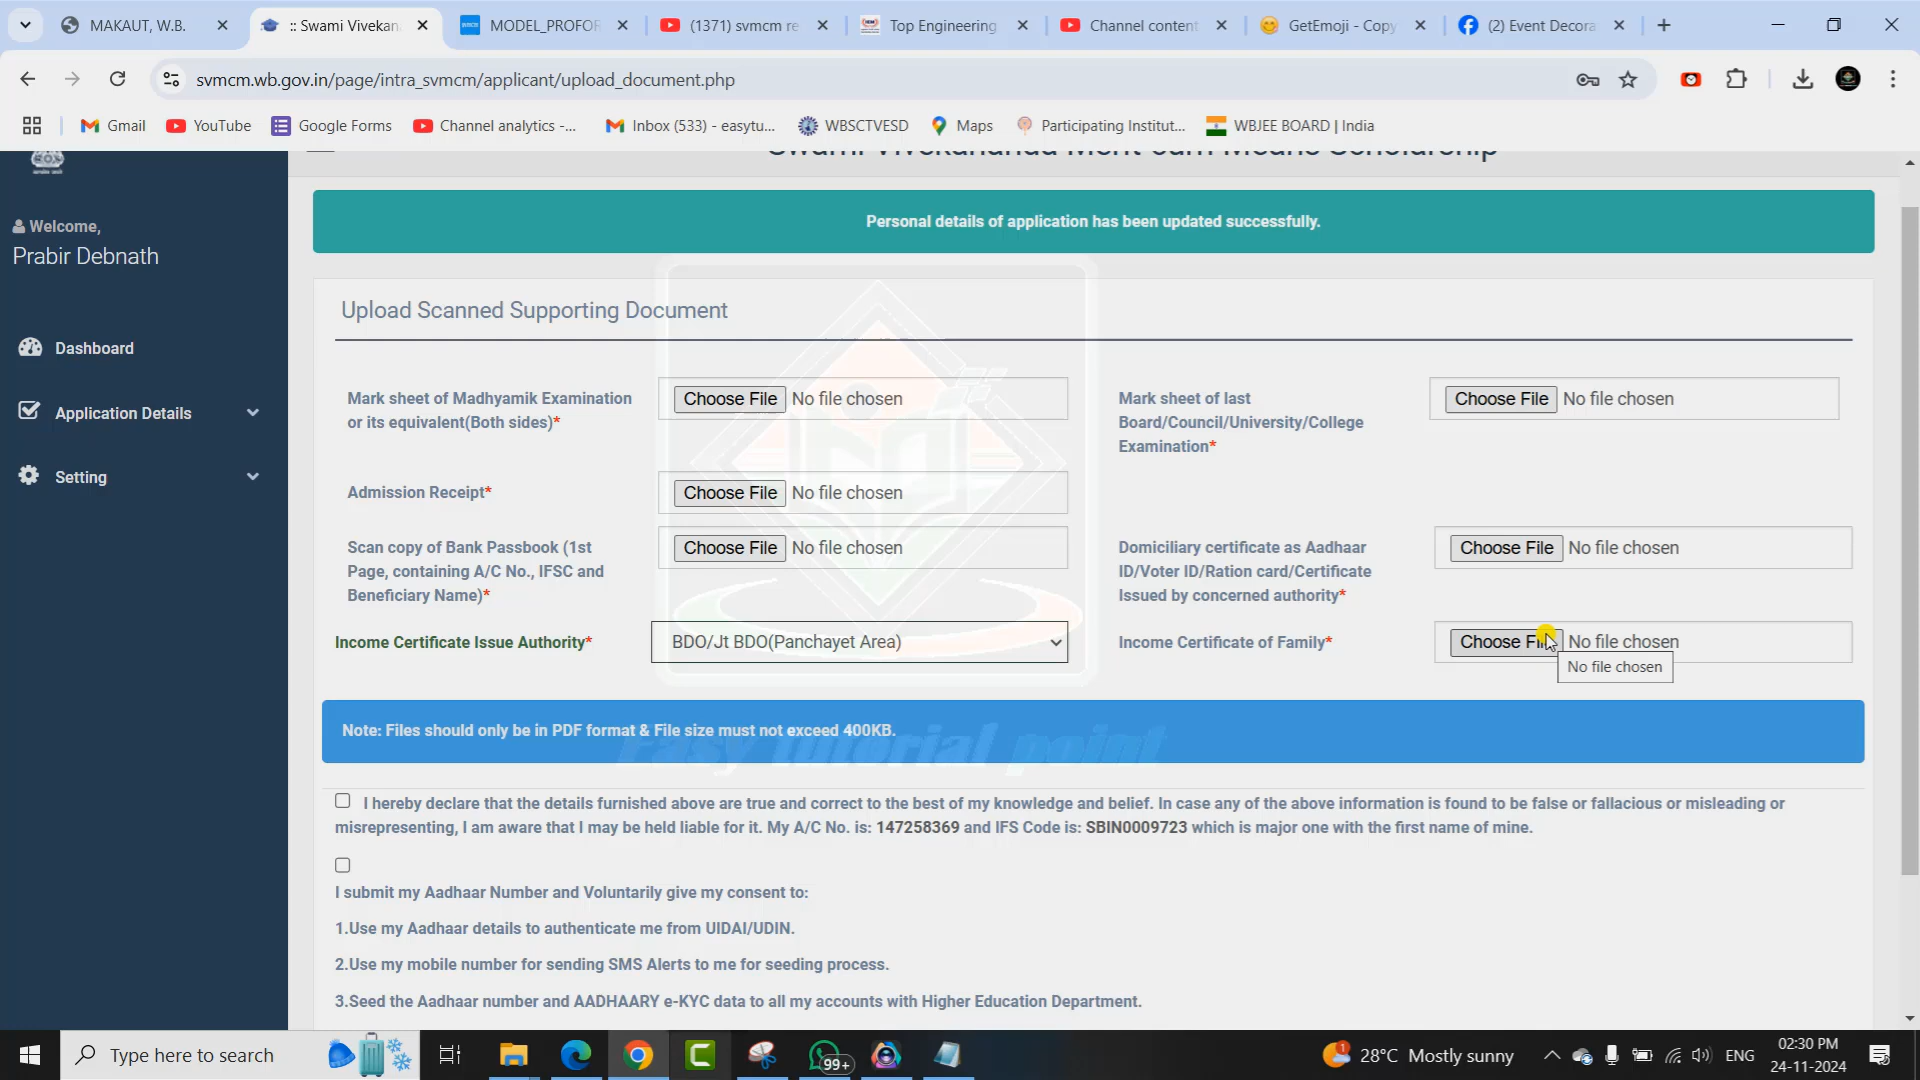 MAKAUT, W.B.
:: Swami Vivekan
MODEL_PROFOR
(1371) svmcm re
Top Engineering
Channel content
GetEmoji - Copy
(2) Event Decora
svmcm.wb.gov.in/page/intra_svmcm/applicant/upload_document.php
Gmail
YouTube
Google Forms
Channel analytics -...
Inbox (533) - easytu...
WBSCTVESD
Maps
Participating Institut...
WBJEE BOARD | India
Swami Vivekananda Merit-cum-Means Scholarship
Welcome,
Prabir Debnath
Dashboard
Application Details
Setting
Personal details of application has been updated successfully.
Upload Scanned Supporting Document
Mark sheet of Madhyamik Examination
or its equivalent(Both sides)*
Choose File No file chosen
Mark sheet of last
Board/Council/University/College
Examination*
Choose File No file chosen
Admission Receipt*
Choose File No file chosen
Scan copy of Bank Passbook (1st
Page, containing A/C No., IFSC and
Beneficiary Name)*
Choose File No file chosen
Domiciliary certificate as Aadhaar
ID/Voter ID/Ration card/Certificate
Issued by concerned authority*
Choose File No file chosen
Income Certificate Issue Authority*
BDO/Jt BDO(Panchayet Area)
Income Certificate of Family*
Choose File No file chosen
No file chosen
Note: Files should only be in PDF format & File size must not exceed 400KB.
Easy tutorial point
I hereby declare that the details furnished above are true and correct to the best of my knowledge and belief. In case any of the above information is found to be false or fallacious or misleading or
misrepresenting, I am aware that I may be held liable for it. My A/C No. is: 147258369 and IFS Code is: SBIN0009723 which is major one with the first name of mine.
I submit my Aadhaar Number and Voluntarily give my consent to:
1.Use my Aadhaar details to authenticate me from UIDAI/UDIN.
2.Use my mobile number for sending SMS Alerts to me for seeding process.
3.Seed the Aadhaar number and AADHAARY e-KYC data to all my accounts with Higher Education Department.
Type here to search
99+
1
28°C Mostly sunny
ENG
02:30 PM
24-11-2024